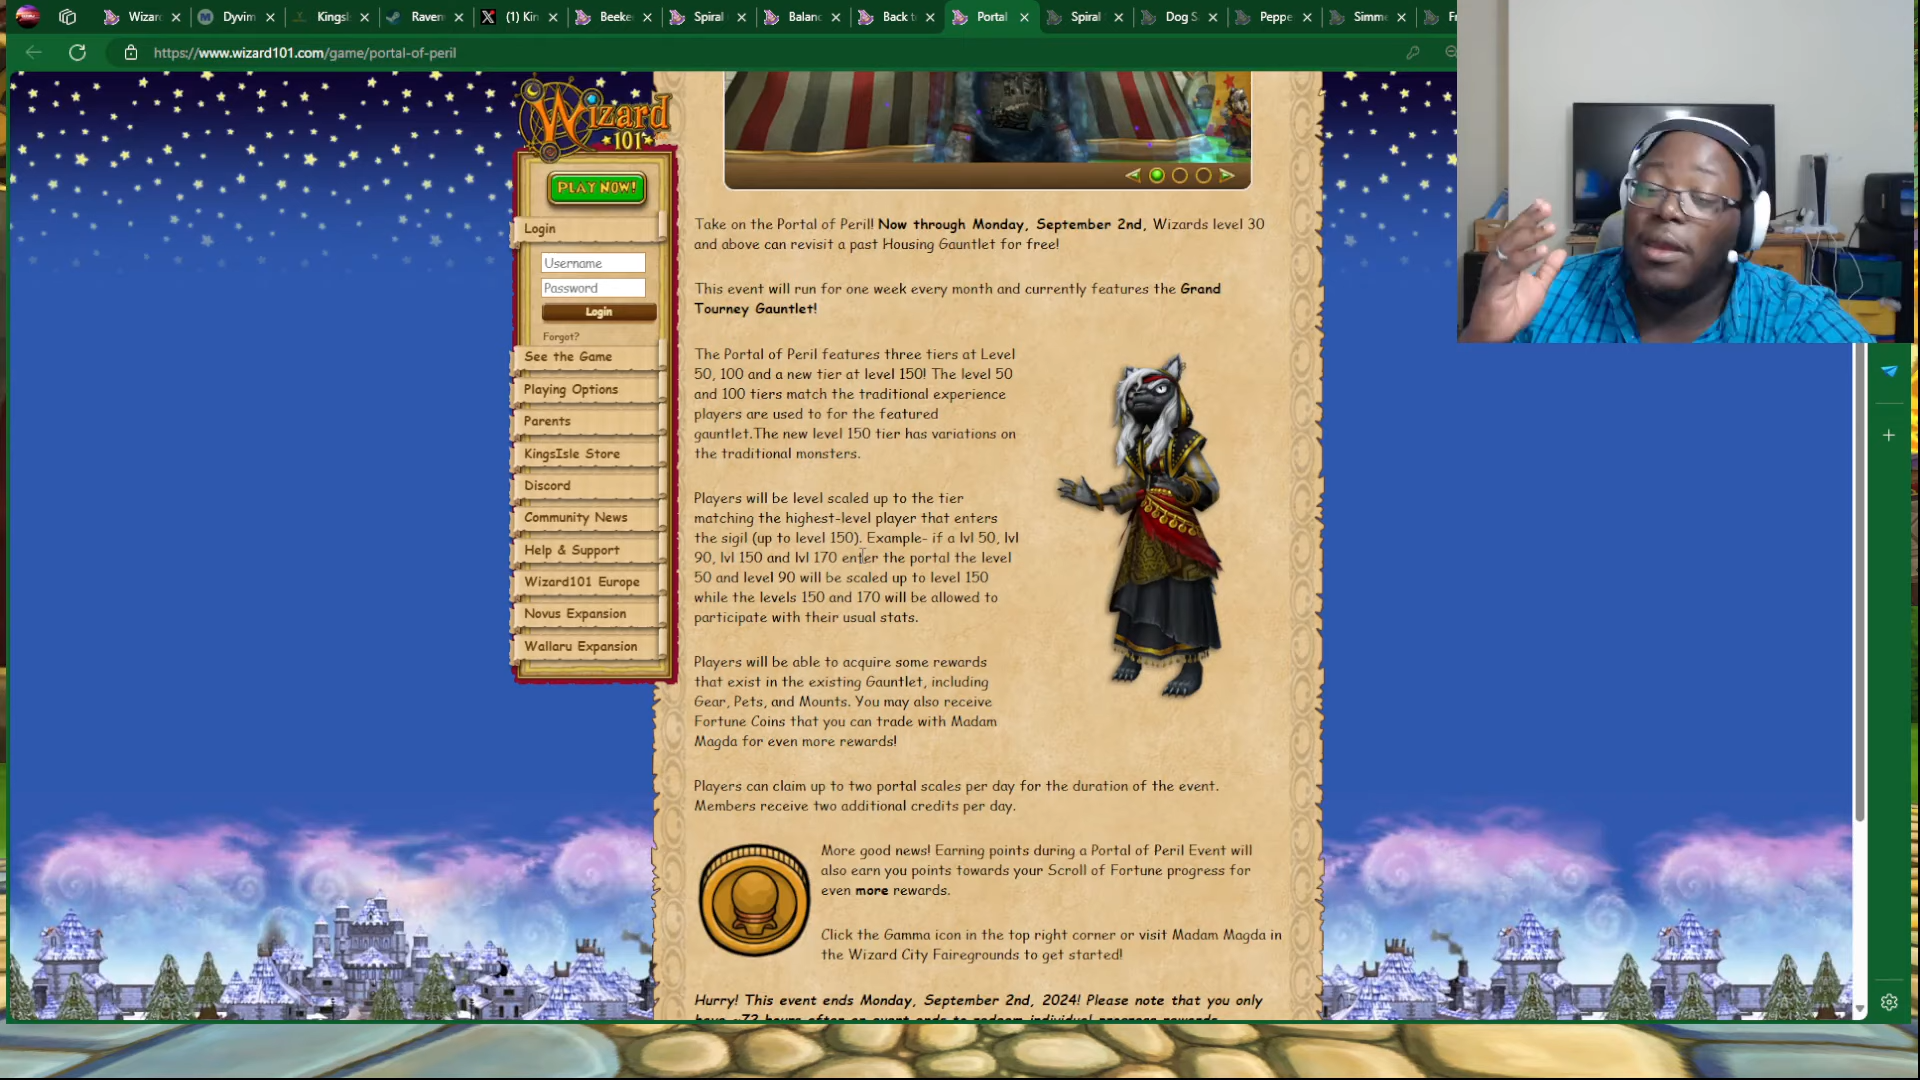 Wizard
Dyvim
KingsI
Raven
(1) Kin
Beeke
Spiral
Balanc
Back t
Portal
Spiral
Dog S
Peppe
Simme
https://www.wizard101.com/game/portal-of-peril
Wizard
101
PLAY NOW!
Login
Username
Password
Login
Forgot?
See the Game
Playing Options
Parents
KingsIsle Store
Discord
Community News
Help & Support
Wizard101 Europe
Novus Expansion
Wallaru Expansion
Take on the Portal of Peril! Now through Monday, September 2nd, Wizards level 30
and above can revisit a past Housing Gauntlet for free!
This event will run for one week every month and currently features the Grand
Tourney Gauntlet!
The Portal of Peril features three tiers at Level
50, 100 and a new tier at level 150! The level 50
and 100 tiers match the traditional experience
players are used to for the featured
gauntlet.The new level 150 tier has variations on
the traditional monsters.
Players will be level scaled up to the tier
matching the highest-level player that enters
the sigil (up to level 150). Example- if a lvl 50, lvl
90, lvl 150 and lvl 170 enter the portal the level
50 and level 90 will be scaled up to level 150
while the levels 150 and 170 will be allowed to
participate with their usual stats.
Players will be able to acquire some rewards
that exist in the existing Gauntlet, including
Gear, Pets, and Mounts. You may also receive
Fortune Coins that you can trade with Madam
Magda for even more rewards!
Players can claim up to two portal scales per day for the duration of the event.
Members receive two additional credits per day.
More good news! Earning points during a Portal of Peril Event will
also earn you points towards your Scroll of Fortune progress for
even more rewards.
Click the Gamma icon in the top right corner or visit Madam Magda in
the Wizard City Fairegrounds to get started!
Hurry! This event ends Monday, September 2nd, 2024! Please note that you only